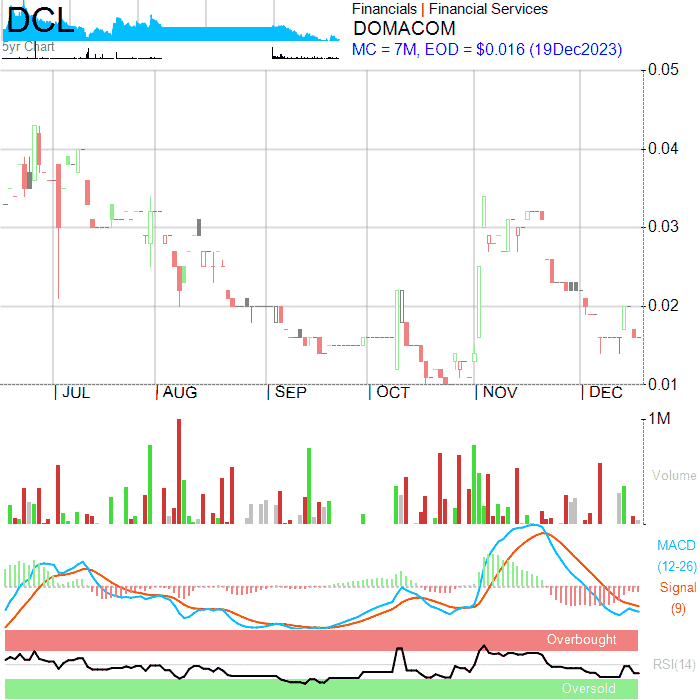 DCL
5yr Chart
Financials | Financial Services
DOMACOM
MC = 7M, EOD = $0.016 (19Dec2023)
0.05
0.04
0.03
0.02
0.01
JUL AUG SEP OCT NOV DEC
1M
Volume
MACD
(12-26)
Signal
(9)
Overbought
RSI(14)
Oversold